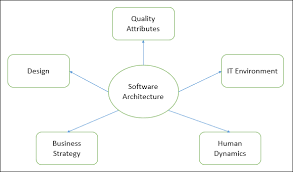 Quality
Attributes
Design
IT Environment
Software
Architecture
Business
Strategy
Human
Dynamics